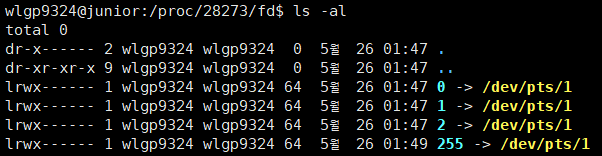 wlgp9324@junior:/proc/28273/fd$ ls -al
total 0
dr-x------ 2 wlgp9324 wlgp9324  0  5월  26 01:47 .
dr-xr-xr-x 9 wlgp9324 wlgp9324  0  5월  26 01:47 ..
lrwx------ 1 wlgp9324 wlgp9324 64  5월  26 01:47 0 -> /dev/pts/1
lrwx------ 1 wlgp9324 wlgp9324 64  5월  26 01:47 1 -> /dev/pts/1
lrwx------ 1 wlgp9324 wlgp9324 64  5월  26 01:47 2 -> /dev/pts/1
lrwx------ 1 wlgp9324 wlgp9324 64  5월  26 01:49 255 -> /dev/pts/1